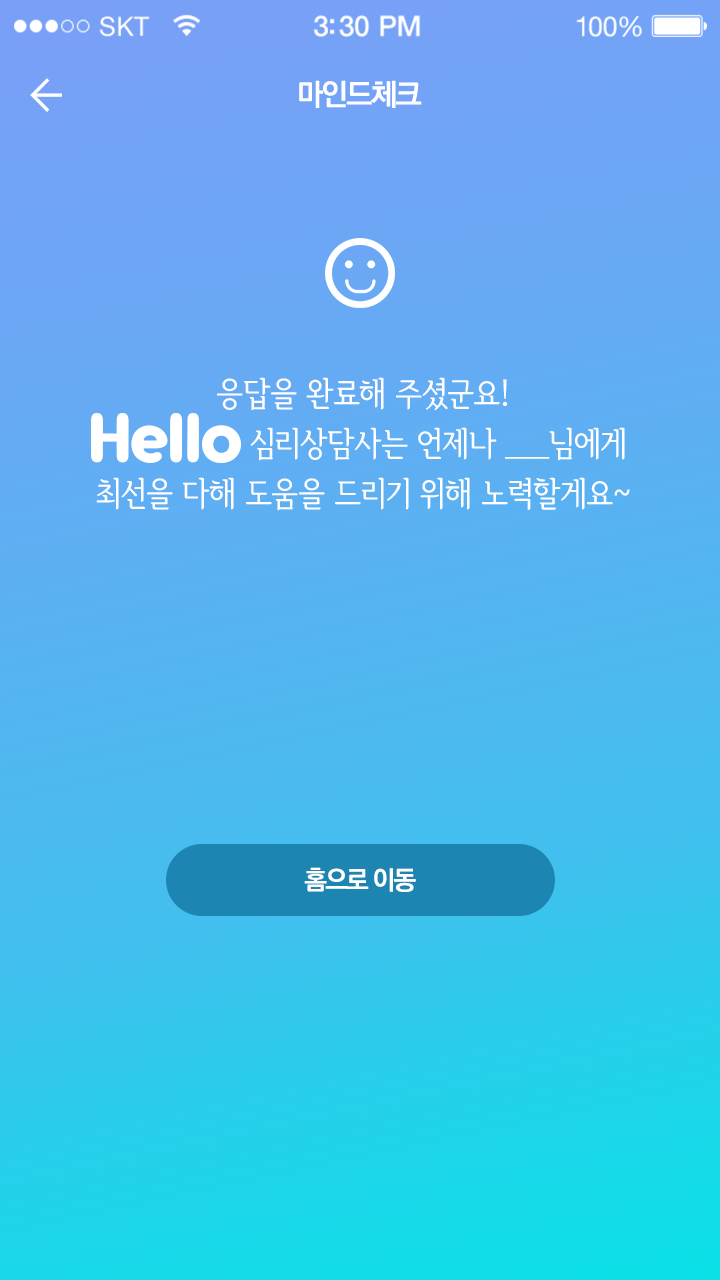 SKT 3:30 PM 100%
마인드체크
응답을 완료해 주셨군요!
Hello 심리상담사는 언제나 ___님에게
최선을 다해 도움을 드리기 위해 노력할게요~
홈으로 이동